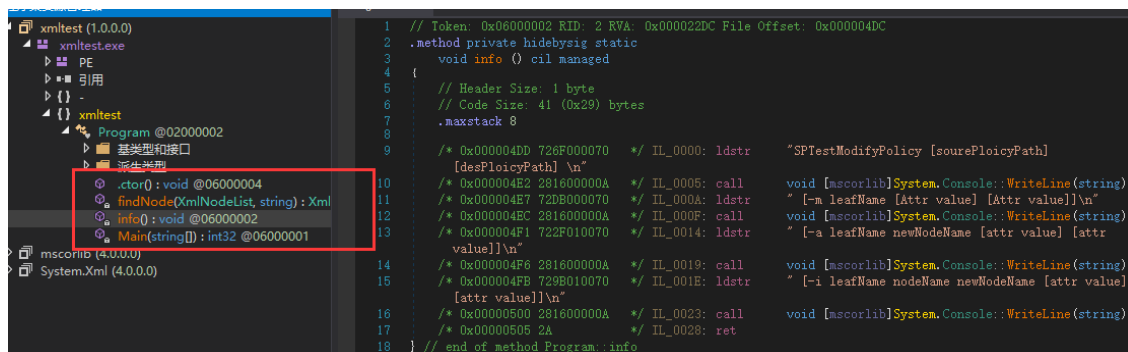 xmltest (1.0.0.0)
xmltest.exe
PE
引用
{} -
{} xmltest
Program @02000002
基类型和接口
派生类型
.ctor() : void @06000004
findNode(XmlNodeList, string) : Xml
info() : void @06000002
Main(string[]) : int32 @06000001
mscorlib (4.0.0.0)
System.Xml (4.0.0.0)
1 // Token: 0x06000002 RID: 2 RVA: 0x000022DC File Offset: 0x000004DC
2 .method private hidebysig static
3 void info () cil managed
4 {
5 // Header Size: 1 byte
6 // Code Size: 41 (0x29) bytes
7 .maxstack 8
8
9 /* 0x000004DD 726F000070 */ IL_0000: ldstr "SPTestModifyPolicy [sourePloicyPath]
[desPloicyPath] \n"
10 /* 0x000004E2 281600000A */ IL_0005: call void [mscorlib]System.Console::WriteLine(string)
11 /* 0x000004E7 72DB000070 */ IL_000A: ldstr " [-m leafName [Attr value] [Attr value]]\n"
12 /* 0x000004EC 281600000A */ IL_000F: call void [mscorlib]System.Console::WriteLine(string)
13 /* 0x000004F1 722F010070 */ IL_0014: ldstr " [-a leafName newNodeName [attr value] [attr
value]]\n"
14 /* 0x000004F6 281600000A */ IL_0019: call void [mscorlib]System.Console::WriteLine(string)
15 /* 0x000004FB 729B010070 */ IL_001E: ldstr " [-i leafName nodeName newNodeName [attr value]
[attr value]]\n"
16 /* 0x00000500 281600000A */ IL_0023: call void [mscorlib]System.Console::WriteLine(string)
17 /* 0x00000505 2A */ IL_0028: ret
18 } // end of method Program::info